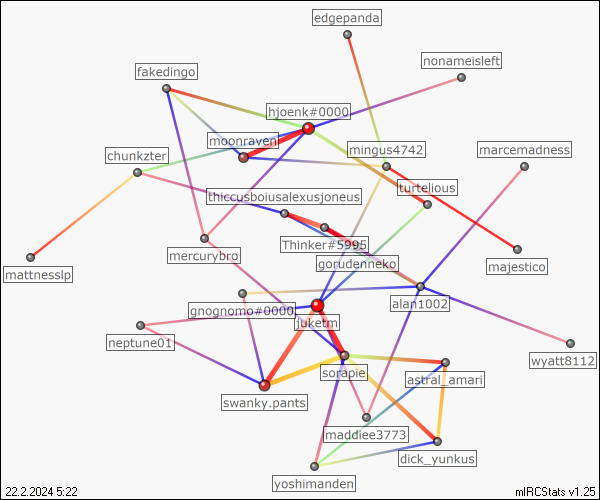 edgepanda
nonameisleft
fakedingo
hjoenk#0000
moonraven
mingus4742
marcemadness
chunkzter
turtelious
thiccusboiusalexusjoneus
Thinker#5995
mercurybro
gorudenneko
majestico
mattnesslp
alan1002
gnognomo#0000
juketm
neptune01
wyatt8112
sorapie
astral_amari
swanky.pants
maddiee3773
dick_yunkus
yoshimanden
22.2.2024 5:22
mIRCStats v1.25